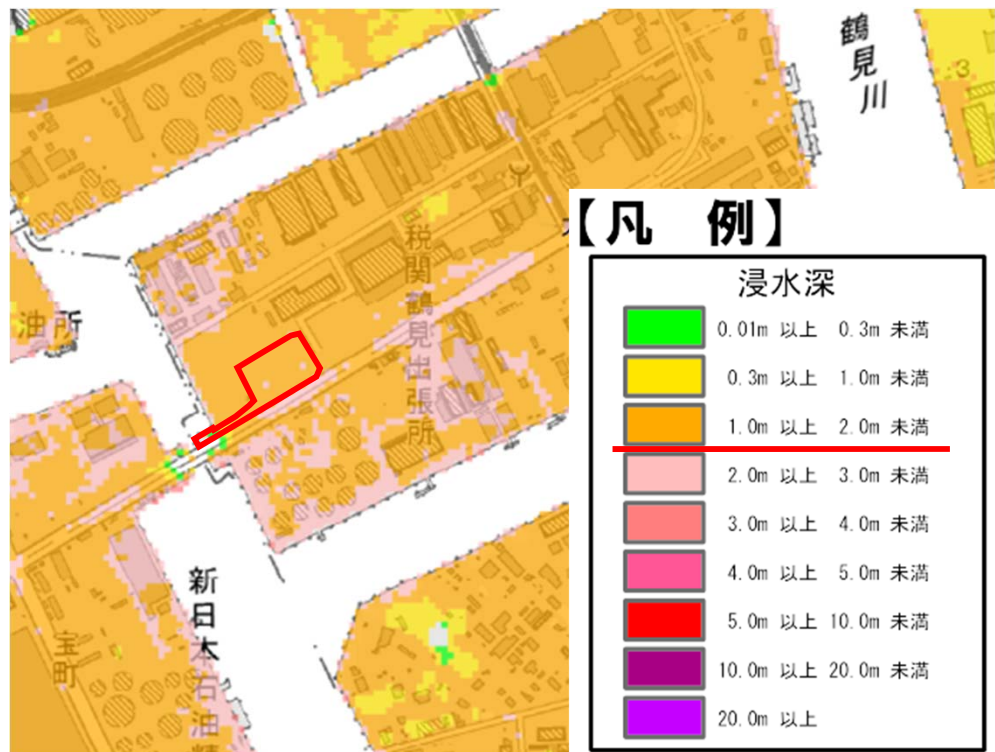 鶴見川
3
税関鶴見出張所
油所
宝町
新日本石油精
【凡 例】
浸水深
0.01m 以上 0.3m 未満
0.3m 以上 1.0m 未満
1.0m 以上 2.0m 未満
2.0m 以上 3.0m 未満
3.0m 以上 4.0m 未満
4.0m 以上 5.0m 未満
5.0m 以上 10.0m 未満
10.0m 以上 20.0m 未満
20.0m 以上